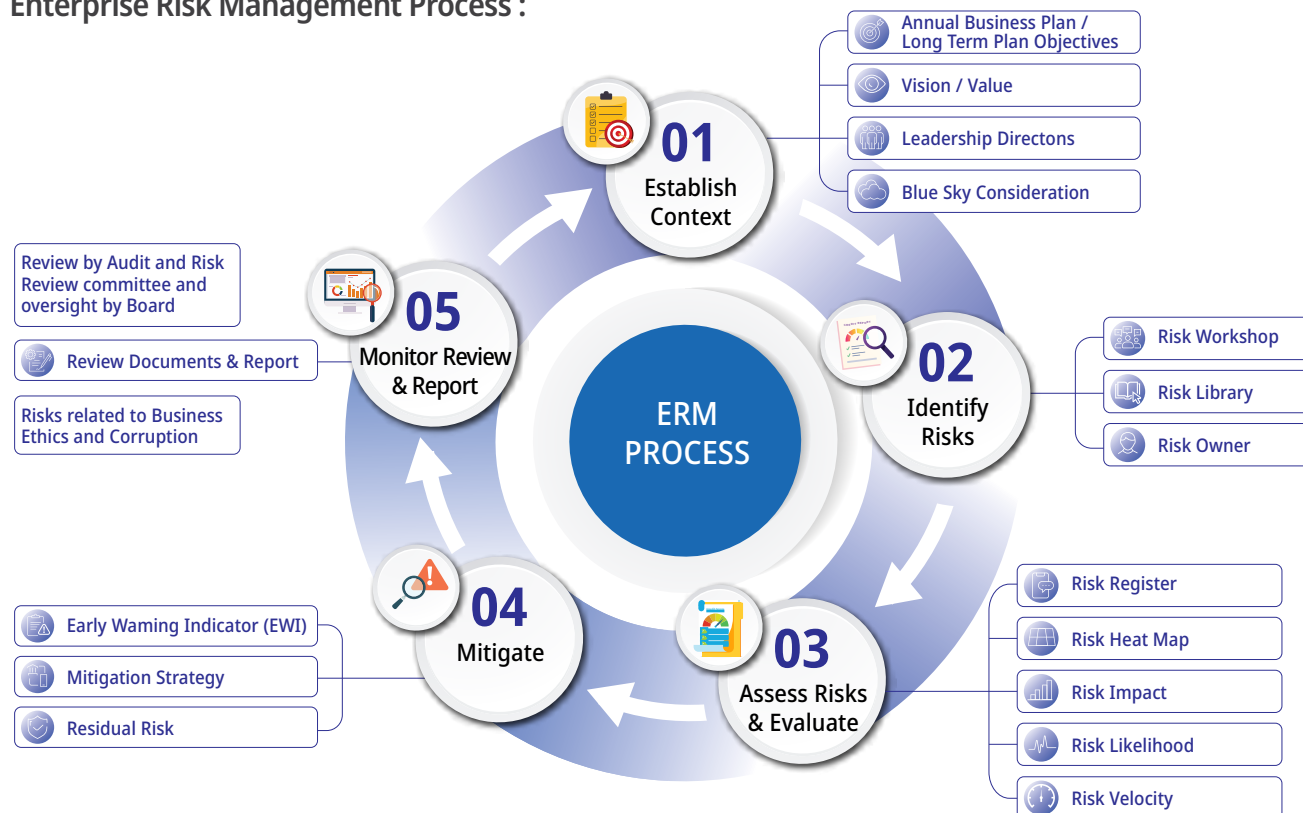 Enterprise Risk Management Process :
01
Establish
Context
Annual Business Plan /
Long Term Plan Objectives
Vision / Value
Leadership Directons
Blue Sky Consideration
02
Identify
Risks
Risk Workshop
Risk Library
Risk Owner
03
Assess Risks
& Evaluate
Risk Register
Risk Heat Map
Risk Impact
Risk Likelihood
Risk Velocity
04
Mitigate
Early Waming Indicator (EWI)
Mitigation Strategy
Residual Risk
05
Monitor Review
& Report
Review by Audit and Risk
Review committee and
oversight by Board
Review Documents & Report
Risks related to Business
Ethics and Corruption
ERM
PROCESS